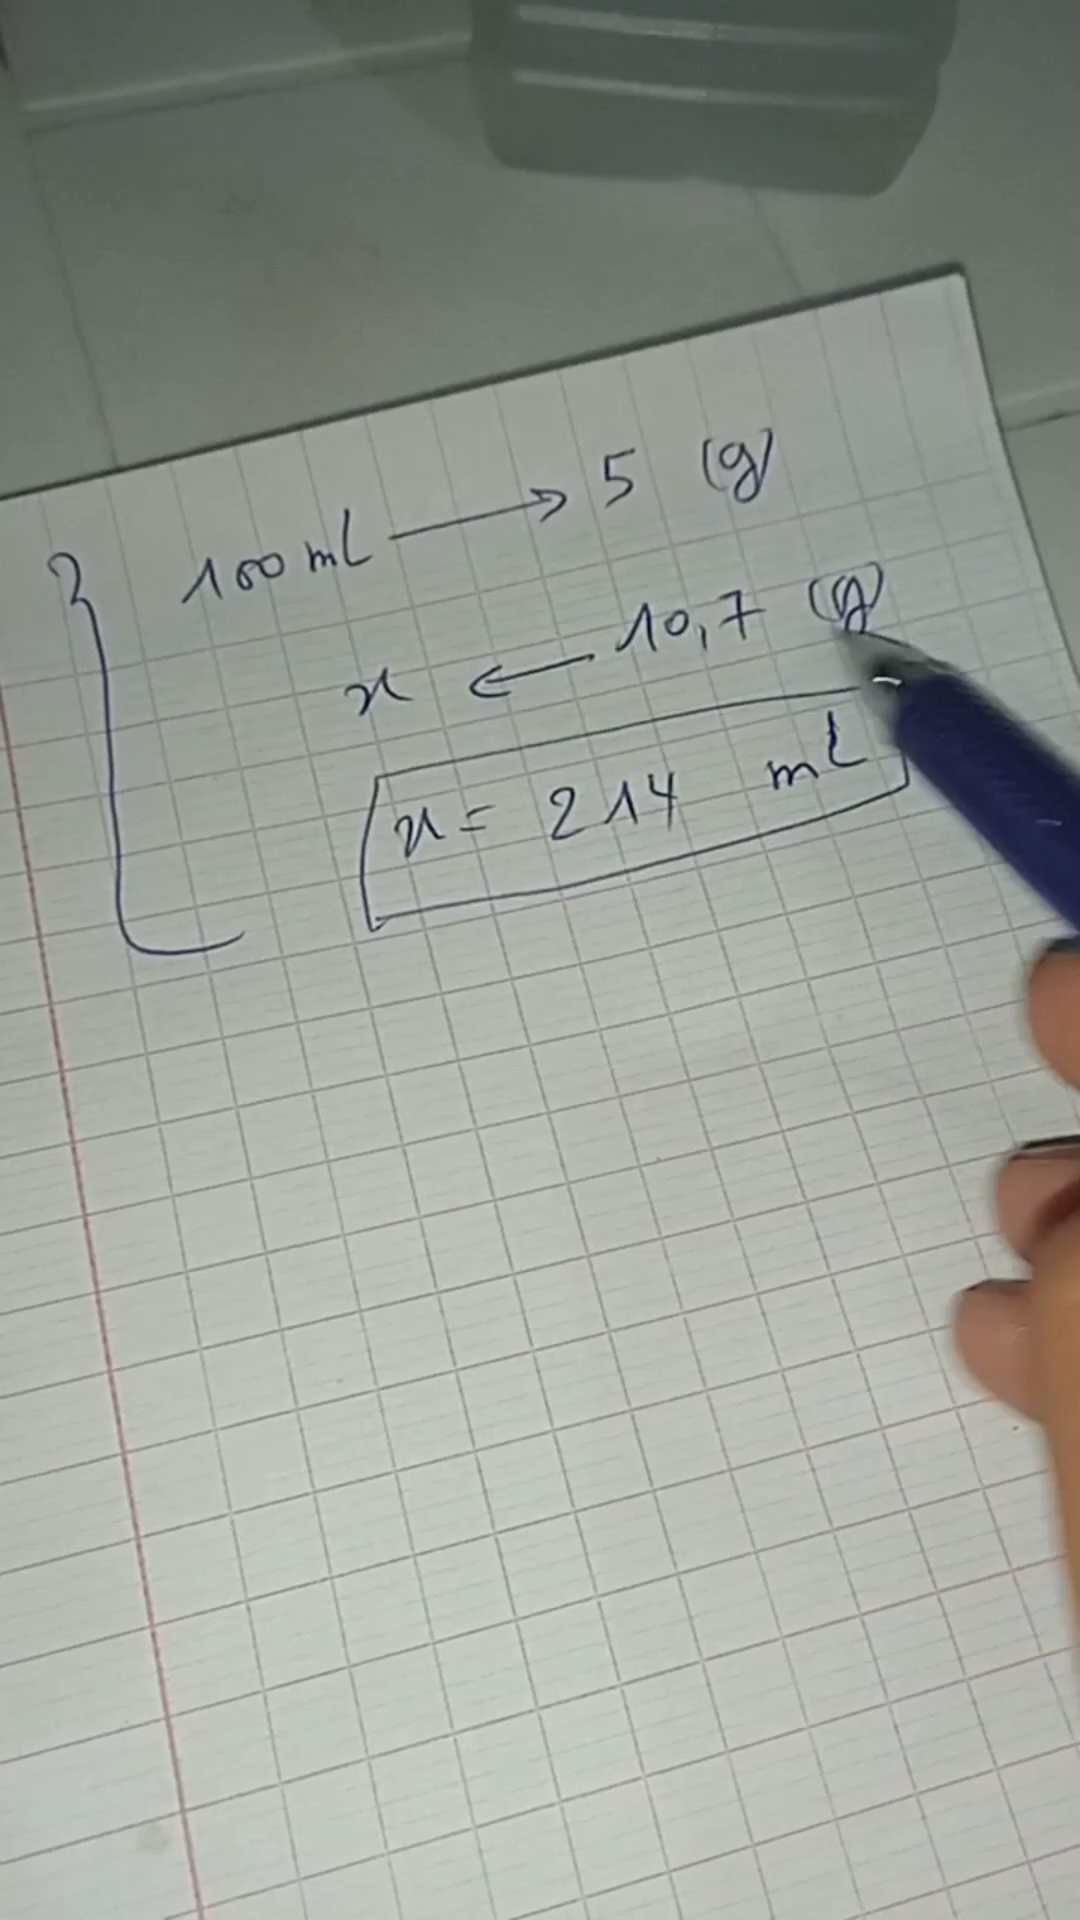 100 ml → 5 (g)
x ← 10,7 (g)
x = 214 ml